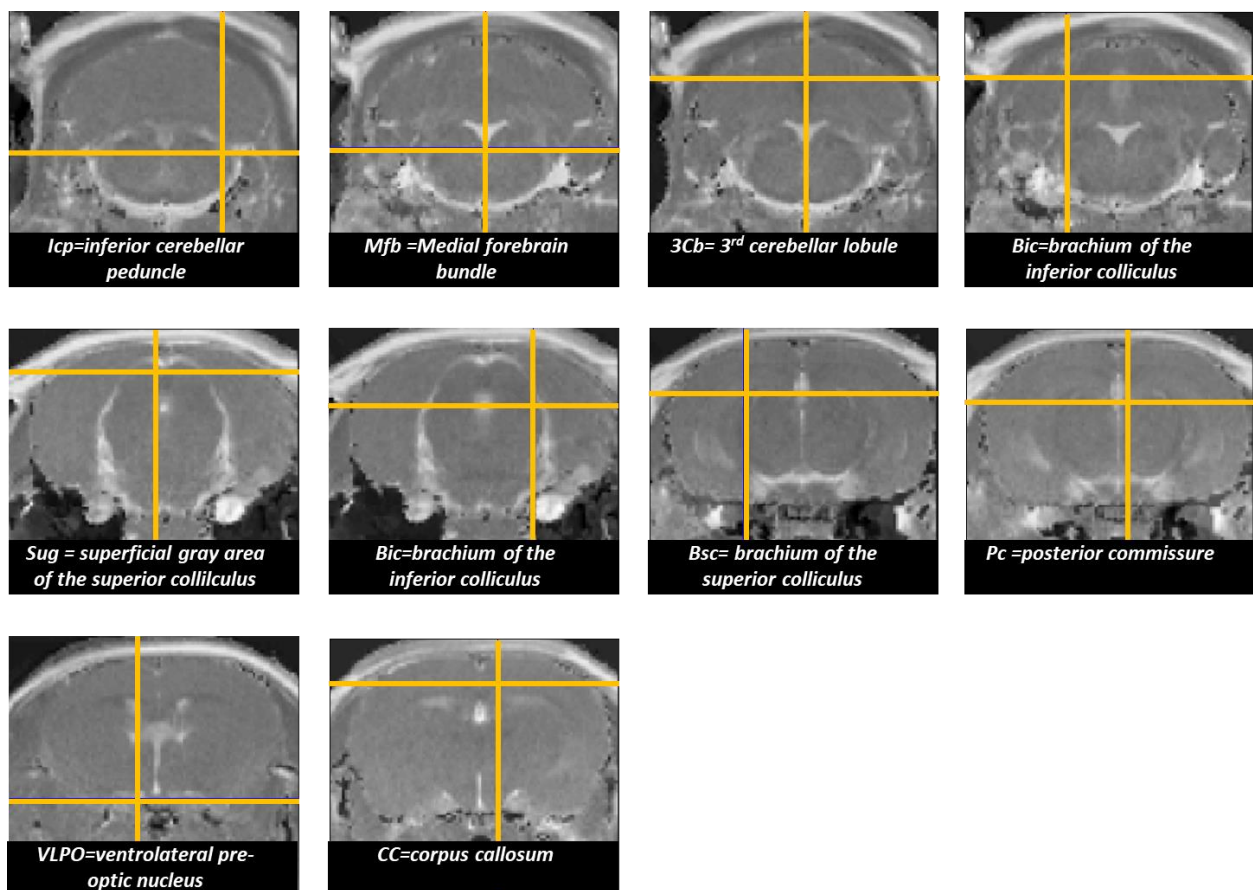 Icp=inferior cerebellar
peduncle
Mfb =Medial forebrain
bundle
3Cb= 3rd cerebellar lobule
Bic=brachium of the
inferior colliculus
Sug = superficial gray area
of the superior collilculus
Bic=brachium of the
inferior colliculus
Bsc= brachium of the
superior colliculus
Pc =posterior commissure
VLPO=ventrolateral pre-
optic nucleus
CC=corpus callosum